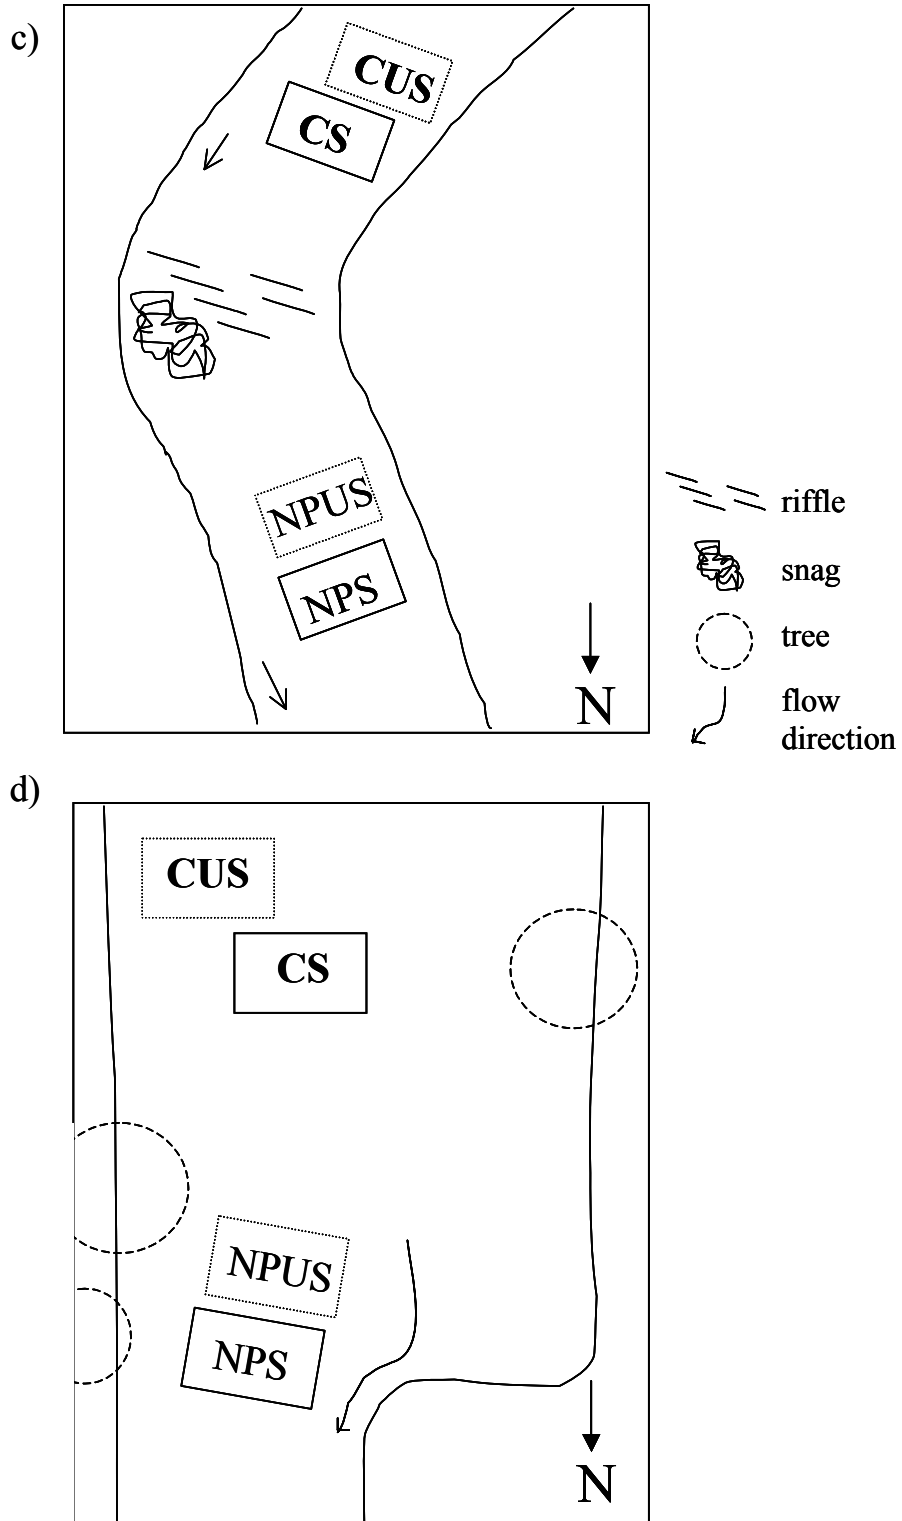 c)
CUS
CS
NPUS
NPS
N
riffle
snag
tree
flow
direction
d)
CUS
CS
NPUS
NPS
N